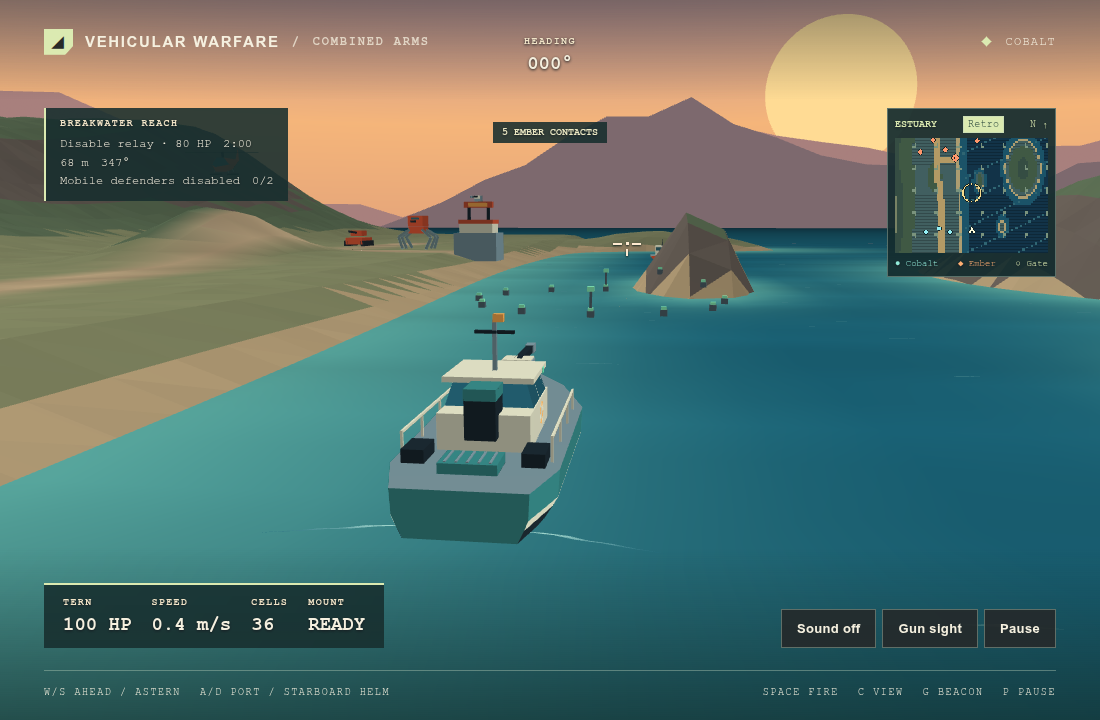 VEHICULAR WARFARE / COMBINED ARMS
HEADING
000°
COBALT
BREAKWATER REACH
Disable relay · 80 HP 2:00
68 m 347°
Mobile defenders disabled 0/2
5 EMBER CONTACTS
ESTUARY Retro N ↑
Cobalt Ember Gate
TERN SPEED CELLS MOUNT
100 HP 0.4 m/s 36 READY
Sound off Gun sight Pause
W/S AHEAD / ASTERN A/D PORT / STARBOARD HELM
SPACE FIRE C VIEW G BEACON P PAUSE